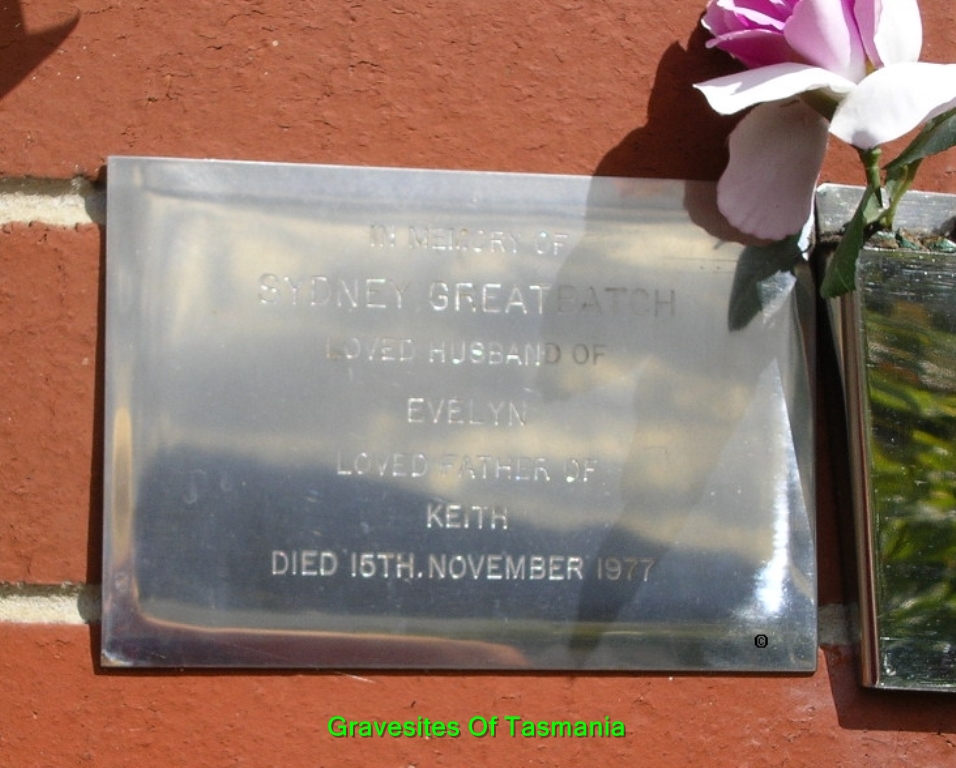 IN MEMORY OF
SYDNEY GREATBATCH
LOVED HUSBAND OF
EVELYN
LOVED FATHER OF
KEITH
DIED 15TH. NOVEMBER 1977
©
Gravesites Of Tasmania